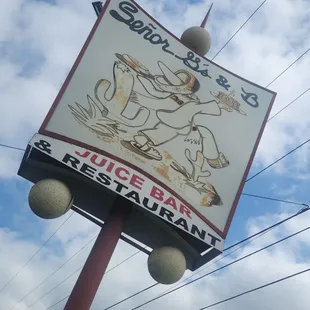 Señor G's & B
JUICE BAR
& RESTAURANT